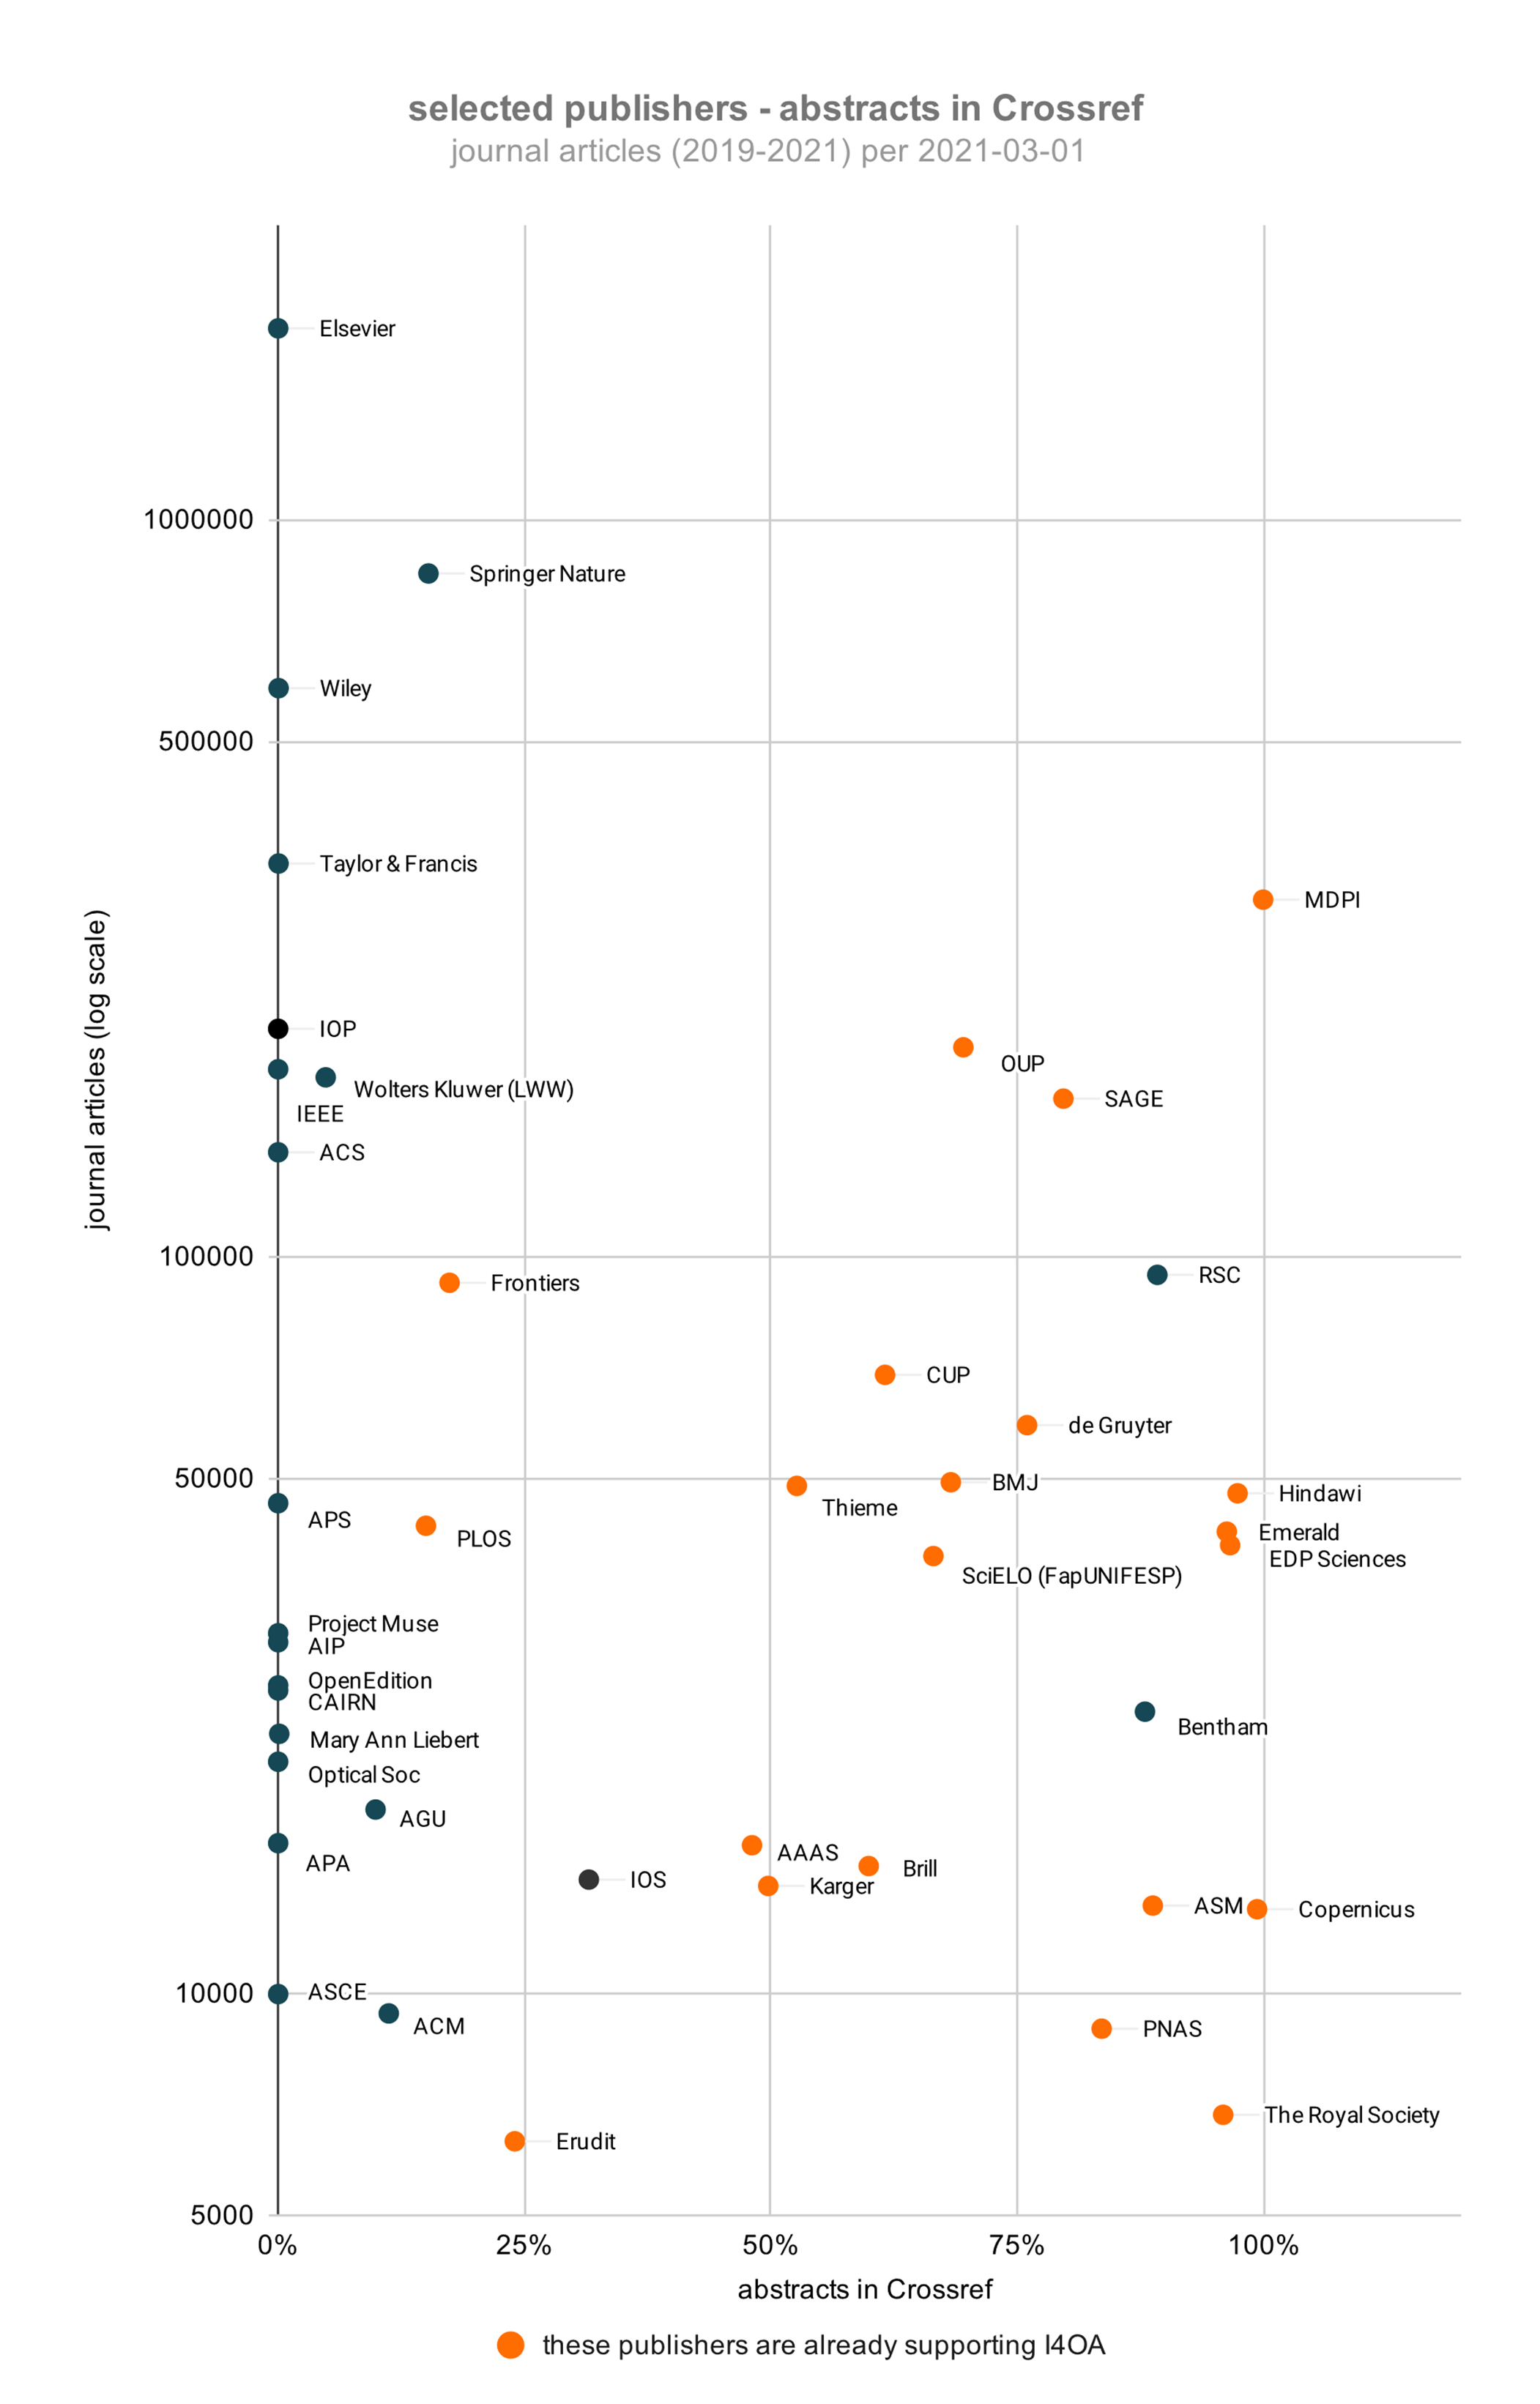 selected publishers - abstracts in Crossref
journal articles (2019-2021) per 2021-03-01
Elsevier
1000000
Springer Nature
Wiley
500000
Taylor & Francis
MDPI
journal articles (log scale)
IOP
OUP
Wolters Kluwer (LWW)
SAGE
IEEE
ACS
100000
RSC
Frontiers
CUP
de Gruyter
50000
BMJ
Hindawi
Thieme
APS
Emerald
PLOS
EDP Sciences
SciELO (FapUNIFESP)
Project Muse
AIP
OpenEdition
CAIRN
Bentham
Mary Ann Liebert
Optical Soc
AGU
AAAS
APA
Brill
IOS
Karger
ASM
Copernicus
10000
ASCE
ACM
PNAS
The Royal Society
Erudit
5000
0%
25%
50%
75%
100%
abstracts in Crossref
these publishers are already supporting I4OA